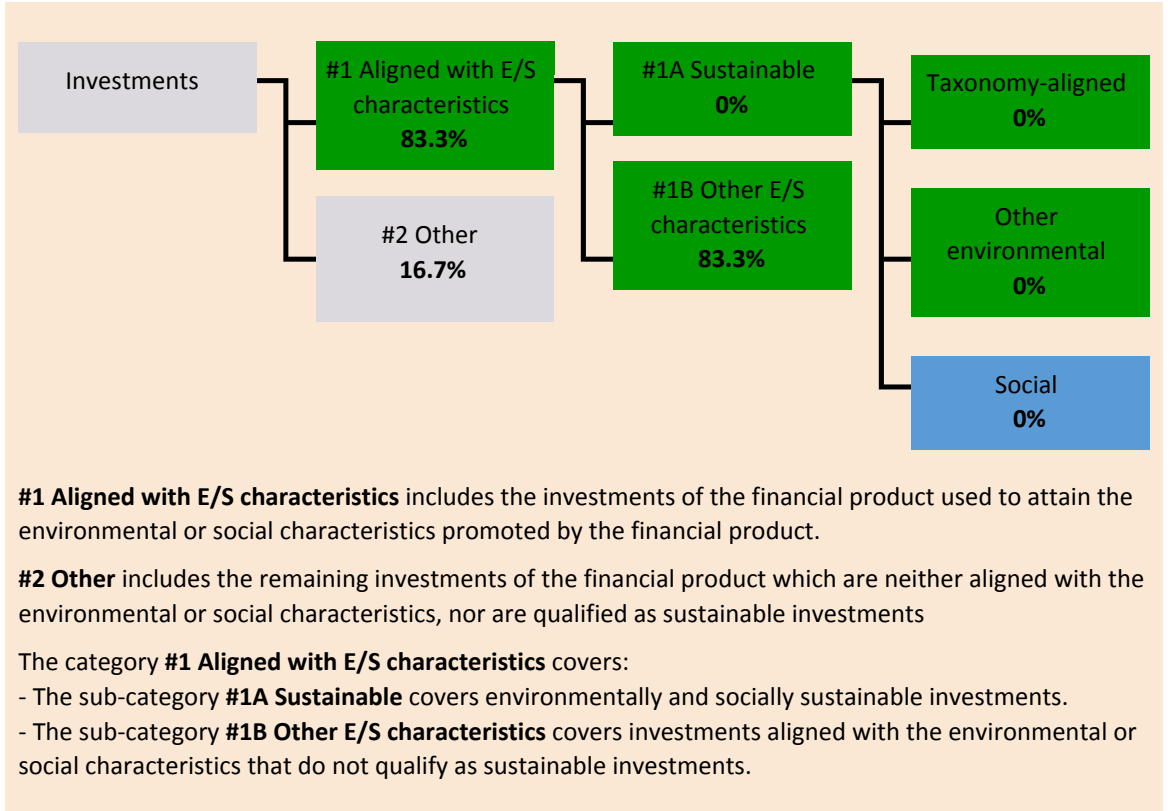 Investments
#1 Aligned with E/S
characteristics
83.3%
#2 Other
16.7%
#1A Sustainable
0%
#1B Other E/S
characteristics
83.3%
Taxonomy-aligned
0%
Other
environmental
0%
Social
0%
#1 Aligned with E/S characteristics includes the investments of the financial product used to attain the
environmental or social characteristics promoted by the financial product.
#2 Other includes the remaining investments of the financial product which are neither aligned with the
environmental or social characteristics, nor are qualified as sustainable investments
The category #1 Aligned with E/S characteristics covers:
- The sub-category #1A Sustainable covers environmentally and socially sustainable investments.
- The sub-category #1B Other E/S characteristics covers investments aligned with the environmental or
social characteristics that do not qualify as sustainable investments.